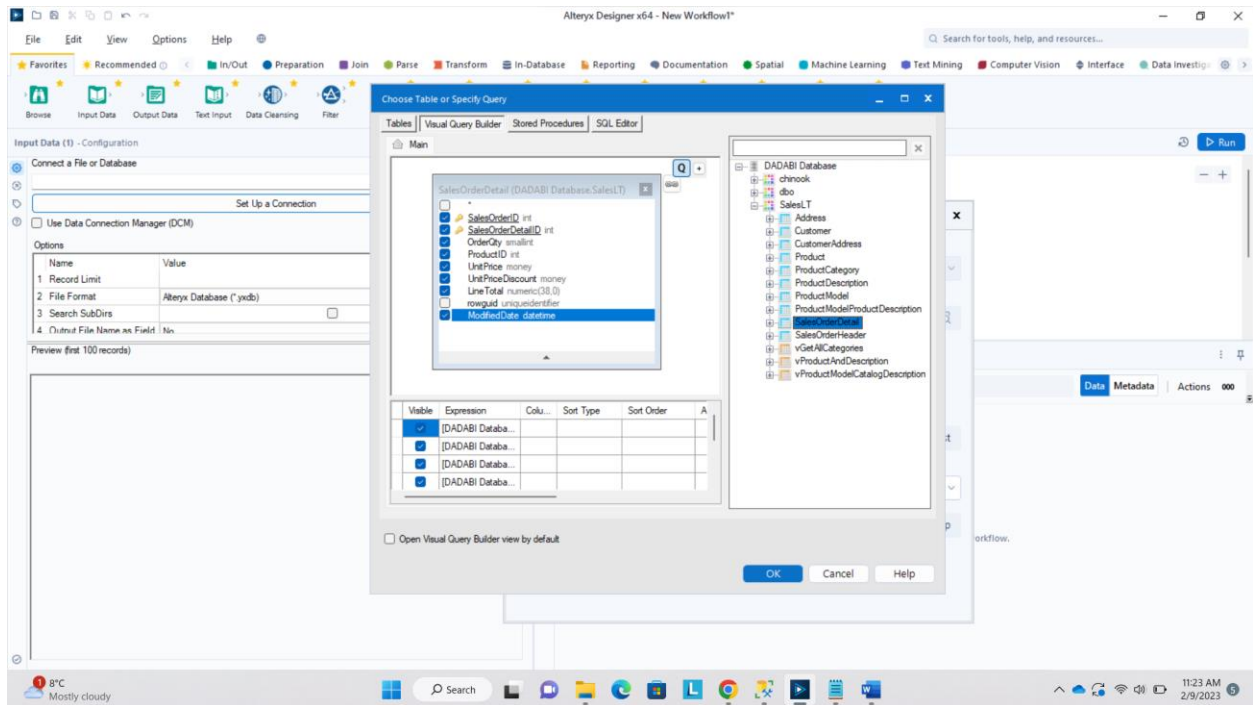 Alteryx Designer x64 - New Workflow1*
File Edit View Options Help
Search for tools, help, and resources...
Favorites Recommended In/Out Preparation Join Parse Transform In-Database Reporting Documentation Spatial Machine Learning Text Mining Computer Vision Interface Data Investig
Browse Input Data Output Data Text Input Data Cleansing Filter
Choose Table or Specify Query
Tables Visual Query Builder Stored Procedures SQL Editor
Main
Input Data (1) - Configuration
Run
Connect a File or Database
Set Up a Connection
Use Data Connection Manager (DCM)
Options
Name Value
1 Record Limit
2 File Format Alteryx Database (*.yxdb)
3 Search SubDirs
4 Output File Name as Field No
Preview (first 100 records)
Q +
SalesOrderDetail (DADABI Database.SalesLT) x
*
SalesOrderID int
SalesOrderDetailID int
OrderQty smallint
ProductID int
UnitPrice money
UnitPriceDiscount money
LineTotal numeric(38,0)
rowguid uniqueidentifier
ModifiedDate datetime
Visible Expression Colu... Sort Type Sort Order A
[DADABI Databa...
[DADABI Databa...
[DADABI Databa...
[DADABI Databa...
DADABI Database
chinook
dbo
SalesLT
Address
Customer
CustomerAddress
Product
ProductCategory
ProductDescription
ProductModel
ProductModelProductDescription
SalesOrderDetail
SalesOrderHeader
vGetAllCategories
vProductAndDescription
vProductModelCatalogDescription
Open Visual Query Builder view by default
OK Cancel Help
Data Metadata Actions 000
orkflow.
1
8°C
Mostly cloudy
Search
11:23 AM
2/9/2023
6